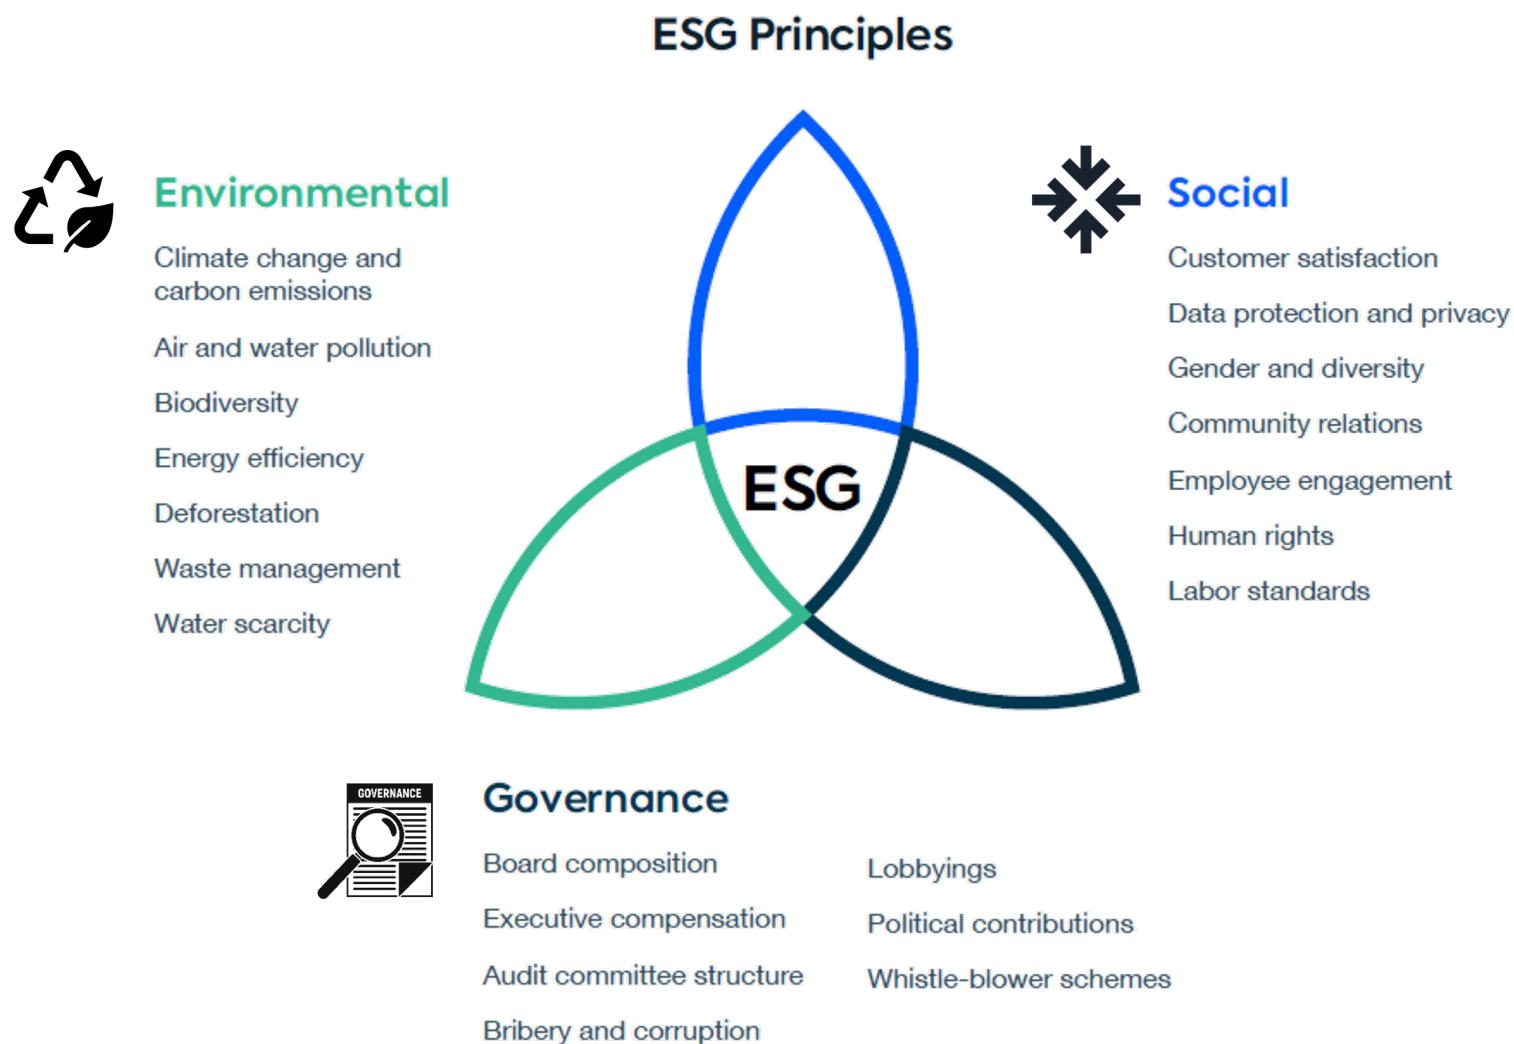 ESG Principles
Environmental
Climate change and
carbon emissions
Air and water pollution
Biodiversity
Energy efficiency
Deforestation
Waste management
Water scarcity
ESG
Social
Customer satisfaction
Data protection and privacy
Gender and diversity
Community relations
Employee engagement
Human rights
Labor standards
GOVERNANCE
Governance
Board composition
Executive compensation
Audit committee structure
Bribery and corruption
Lobbyings
Political contributions
Whistle-blower schemes